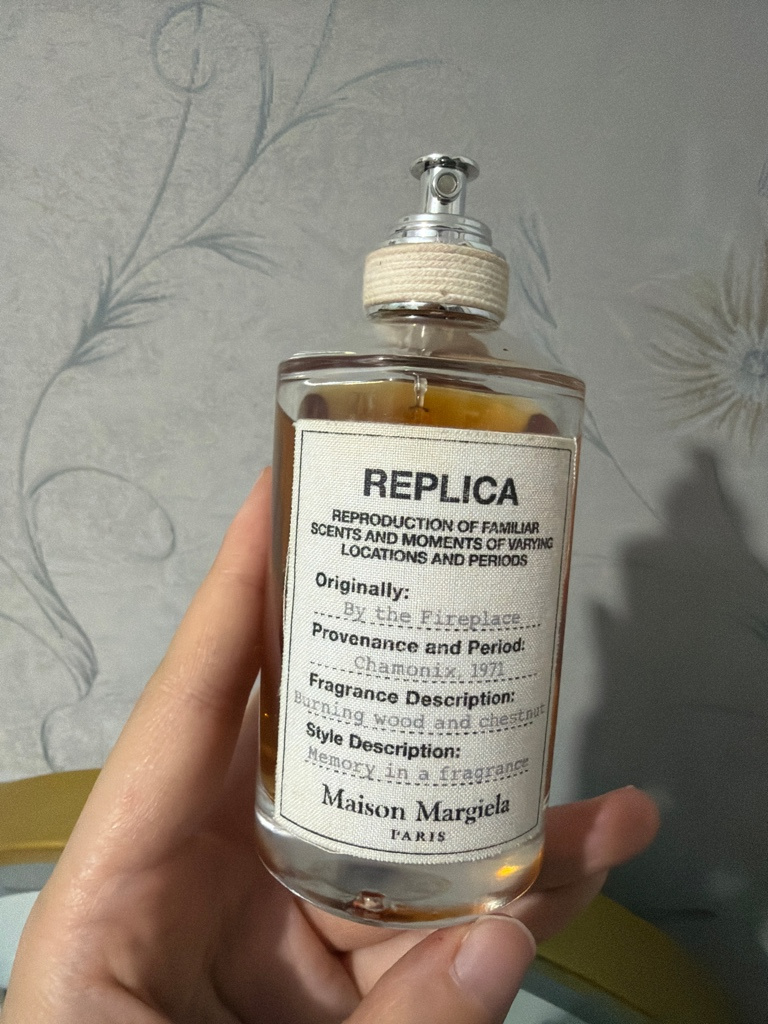 REPLICA
REPRODUCTION OF FAMILIAR
SCENTS AND MOMENTS OF VARYING
LOCATIONS AND PERIODS
Originally:
By the Fireplace
Provenance and Period:
Chamonix, 1971
Fragrance Description:
Burning wood and chestnut
Style Description:
Memory in a fragrance
Maison Margiela
PARIS